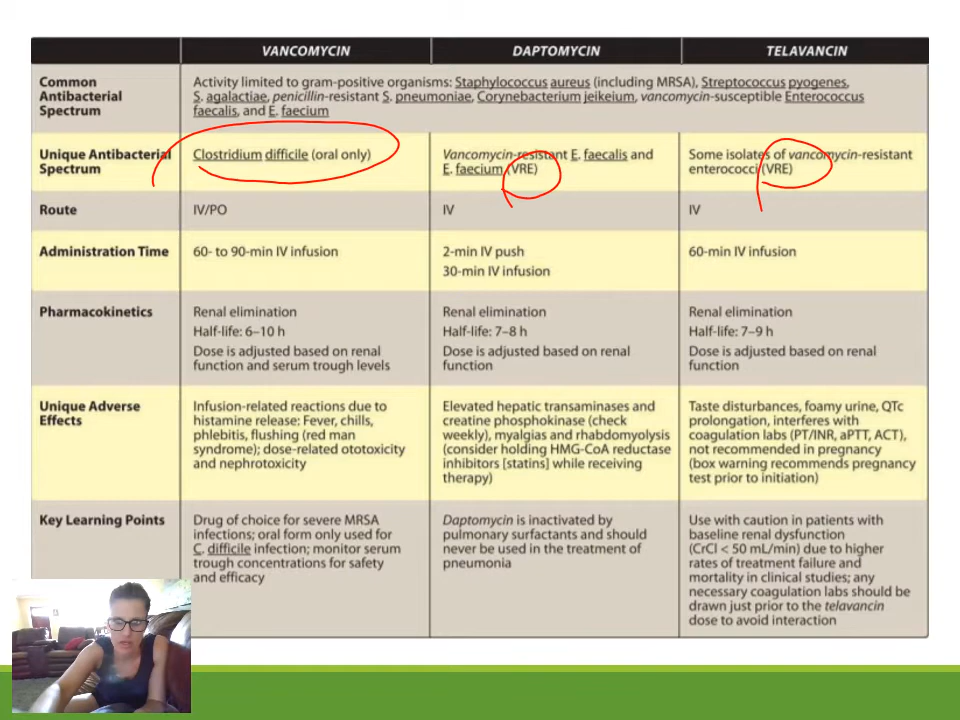 VANCOMYCIN DAPTOMYCIN TELAVANCIN
Common Antibacterial Spectrum
Activity limited to gram-positive organisms: Staphylococcus aureus (including MRSA), Streptococcus pyogenes,
S. agalactiae, penicillin-resistant S. pneumoniae, Corynebacterium jeikeium, vancomycin-susceptible Enterococcus
faecalis, and E. faecium
Unique Antibacterial
Spectrum
Clostridium difficile (oral only)
Vancomycin-resistant E. faecalis and
E. faecium (VRE)
Some isolates of vancomycin-resistant
enterococci (VRE)
Route
IV/PO
IV
IV
Administration Time
60- to 90-min IV infusion
2-min IV push
30-min IV infusion
60-min infusion
Pharmacokinetics
Renal elimination
Half-life: 6–10 h
Dose is adjusted based on renal
function and serum trough levels
Renal elimination
Half-life: 7–8 h
Dose is adjusted based on renal
function
Renal elimination
Half-life: 7–9 h
Dose is adjusted based on renal
function
Unique Adverse
Effects
Infusion-related reactions due to
histamine release: Fever, chills,
phlebitis, flushing (red man
syndrome); dose-related ototoxicity
and nephrotoxicity
Elevated hepatic transaminases and
creatine phosphokinase (check
weekly), myalgias and rhabdomyolysis
(consider holding HMG-CoA reductase
inhibitors [statins] while receiving
therapy)
Taste disturbances, foamy urine, QTc
prolongation, interferes with
coagulation labs (PT/INR, aPTT, ACT),
not recommended in pregnancy
(box warning recommends pregnancy
test prior to initiation)
Key Learning Points
Drug of choice for severe MRSA
infections; oral form only used for
C. difficile infection; monitor serum
trough concentrations for safety
and efficacy
Daptomycin is inactivated by
pulmonary surfactants and should
never be used in the treatment of
pneumonia
Use with caution in patients with
baseline renal dysfunction
(CrCl < 50 mL/min) due to higher
rates of treatment failure and
mortality in clinical studies; any
necessary coagulation labs should be
drawn just prior to the telavancin
dose to avoid interaction